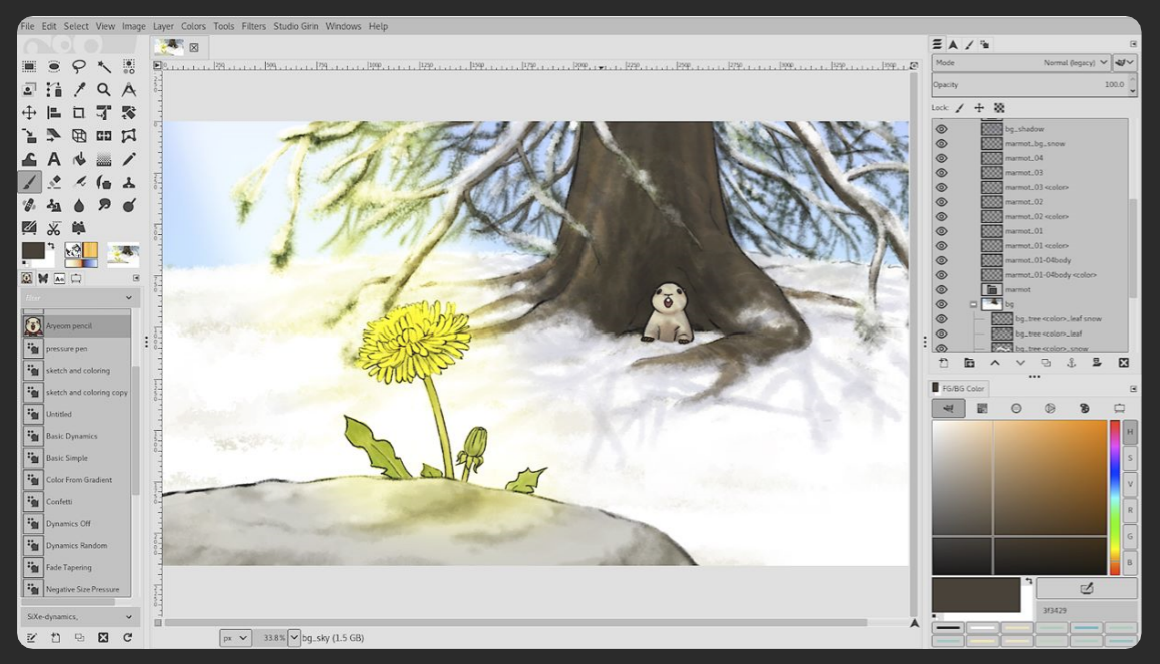 File Edit Select View Image Layer Colors Tools Filters Studio Girin Windows Help
Mode Normal (legacy)
Opacity 100.0
Lock:
bg_shadow
marmot_bg_snow
marmot_04
marmot_03
marmot_03 <color>
marmot_02
marmot_02 <color>
marmot_01
marmot_01 <color>
marmot_01-04body
marmot_01-04body <color>
marmot
bg
bg_tree <color>_leaf snow
bg_tree <color>_leaf
bg_tree <color>_snow
filter
Aryeom pencil
pressure pen
sketch and coloring
sketch and coloring copy
Untitled
Basic Dynamics
Basic Simple
Color From Gradient
Confetti
Dynamics Off
Dynamics Random
Fade Tapering
Negative Size Pressure
SiXe-dynamics,
FG/BG Color
H
S
V
R
G
B
3f3429
px 33.8% bg_sky (1.5 GB)